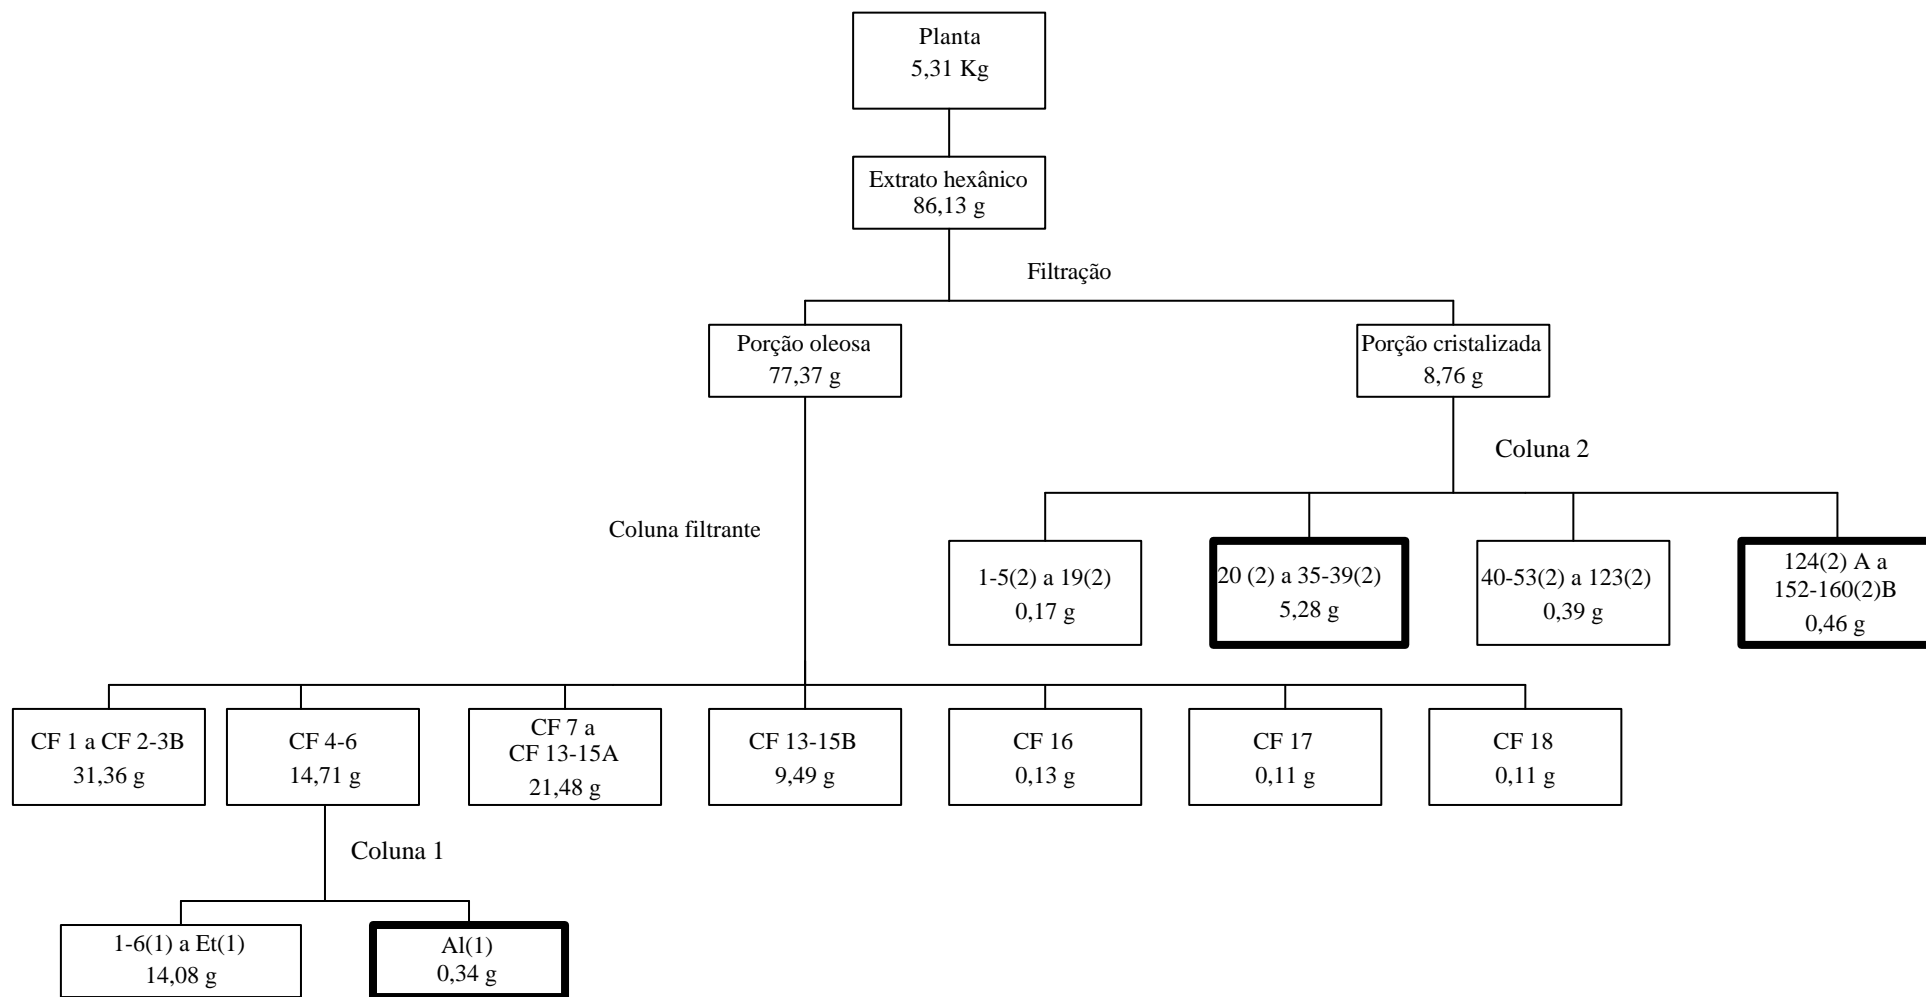 Planta
5,31 Kg
Extrato hexânico
86,13 g
Filtração
Porção oleosa
77,37 g
Porção cristalizada
8,76 g
Coluna 2
Coluna filtrante
1-5(2) a 19(2)
0,17 g
20 (2) a 35-39(2)
5,28 g
40-53(2) a 123(2)
0,39 g
124(2) A a
152-160(2)B
0,46 g
CF 1 a CF 2-3B
31,36 g
CF 4-6
14,71 g
CF 7 a
CF 13-15A
21,48 g
CF 13-15B
9,49 g
CF 16
0,13 g
CF 17
0,11 g
CF 18
0,11 g
Coluna 1
1-6(1) a Et(1)
14,08 g
Al(1)
0,34 g